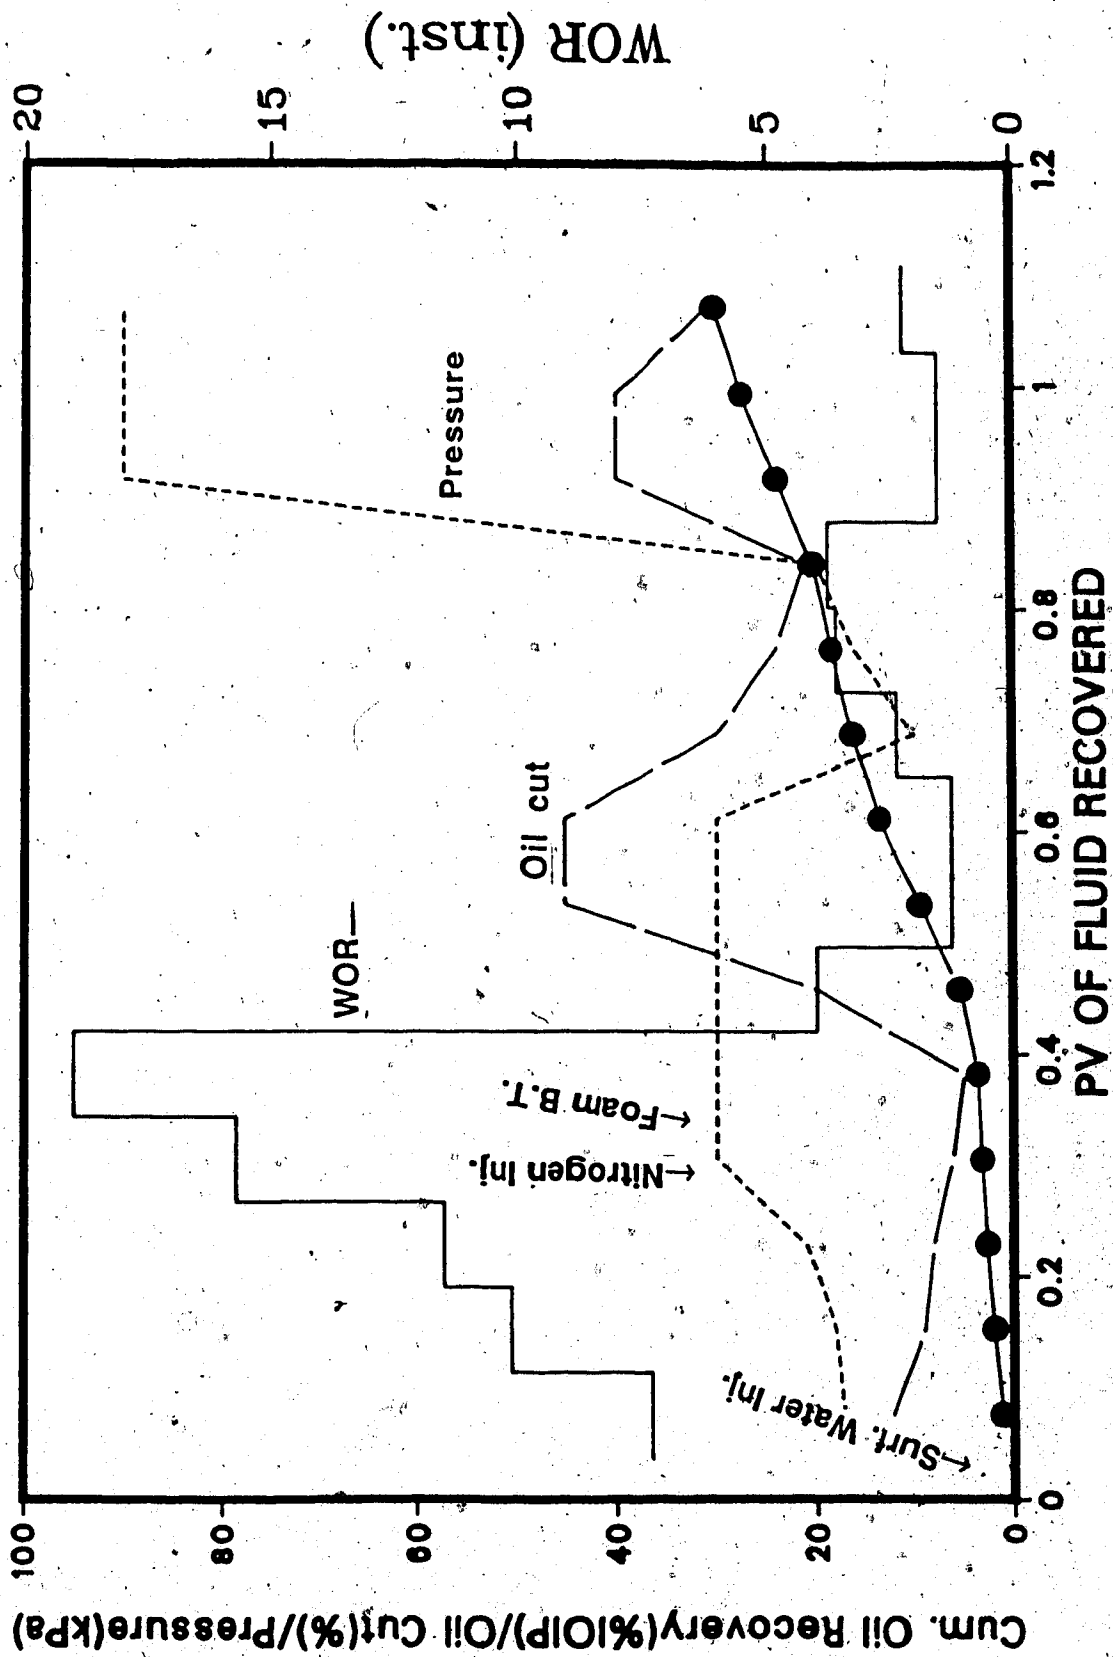 Cum. Oil Recovery(%IOIP)/Oil Cut(%)/Pressure(kPa)
100
80
60
40
20
0
WOR (inst.)
20
15
10
5
0
0
0.2
0.4
0.6
0.8
1
1.2
PV OF FLUID RECOVERED
WOR
Oil cut
Pressure
Foam B.T.
Nitrogen Inj.
Surf. Water Inj.